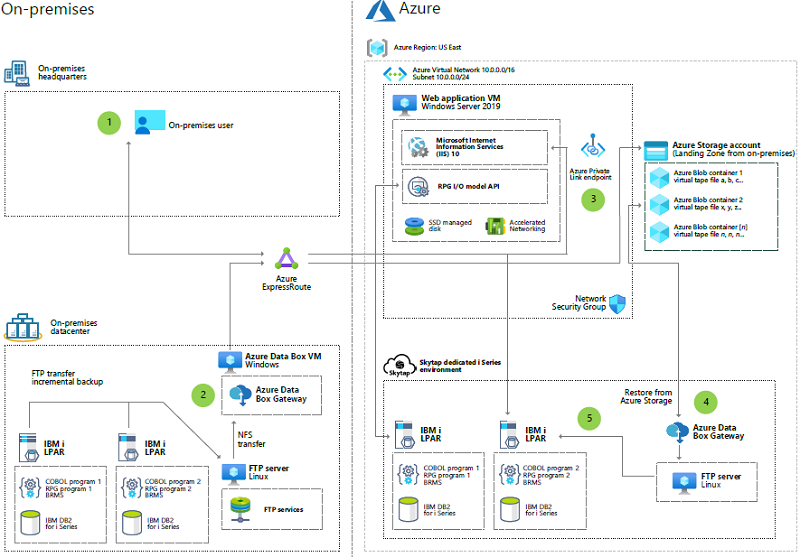 On-premises
Azure
Azure Region: US East
On-premises
headquarters
Azure Virtual Network 10.0.0.0/16
Subnet 10.0.0.0/24
Web application VM
Windows Server 2019
1
On-premises user
Microsoft Internet
Information Services
(IIS) 10
RPG I/O model API
SSD managed
disk
Accelerated
Networking
Azure Private
Link endpoint
3
Azure Storage account
(Landing Zone from on-premises)
Azure Blob container 1
virtual tape file a, b, c...
Azure Blob container 2
virtual tape file x, y, z...
Azure Blob container [n]
virtual tape file n, n, n...
Azure
ExpressRoute
Network
Security Group
On-premises
datacenter
FTP transfer
incremental backup
Azure Data Box VM
Windows
2
Azure Data
Box Gateway
NFS
transfer
IBM i
LPAR
IBM i
LPAR
FTP server
Linux
FTP services
COBOL program 1
RPG program 1
BRMS
IBM DB2
for i Series
COBOL program 2
RPG program 2
BRMS
IBM DB2
for i Series
Skytap
Skytap dedicated i Series
environment
Restore from
Azure Storage
4
5
Azure Data
Box Gateway
IBM i
LPAR
IBM i
LPAR
FTP server
Linux
COBOL program 1
RPG program 1
BRMS
IBM DB2
for i Series
COBOL program 2
RPG program 2
BRMS
IBM DB2
for i Series